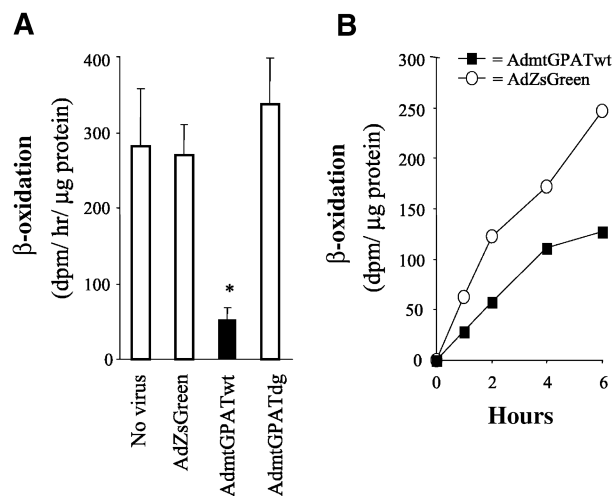 A
β-oxidation
(dpm/ hr/ µg protein)
400
300
200
100
0
*
No virus
AdZsGreen
AdmtGPATwt
AdmtGPATdg
B
= AdmtGPATwt
= AdZsGreen
β-oxidation
(dpm/ µg protein)
300
250
200
150
100
50
0
0 2 4 6
Hours